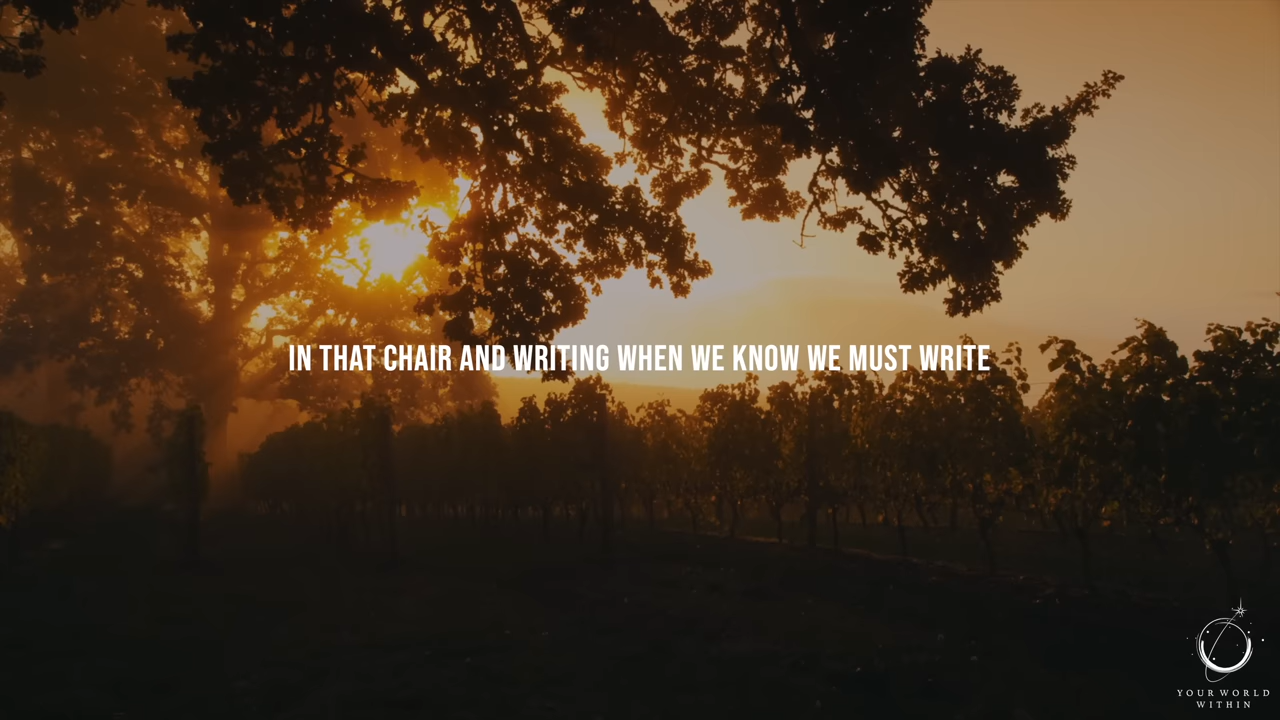 IN THAT CHAIR AND WRITING WHEN WE KNOW WE MUST WRITE
YOUR WORLD
WITHIN